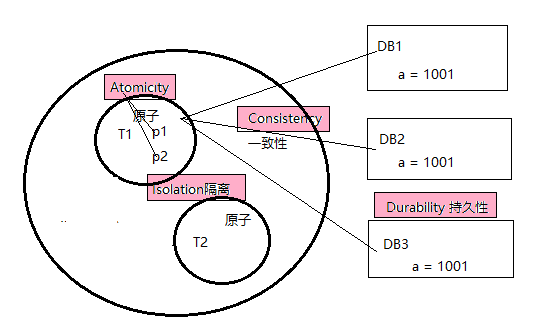 Atomicity
原子
T1
p1
p2
Consistency
一致性
Isolation隔离
原子
T2
DB1
a = 1001
DB2
a = 1001
Durability 持久性
DB3
a = 1001